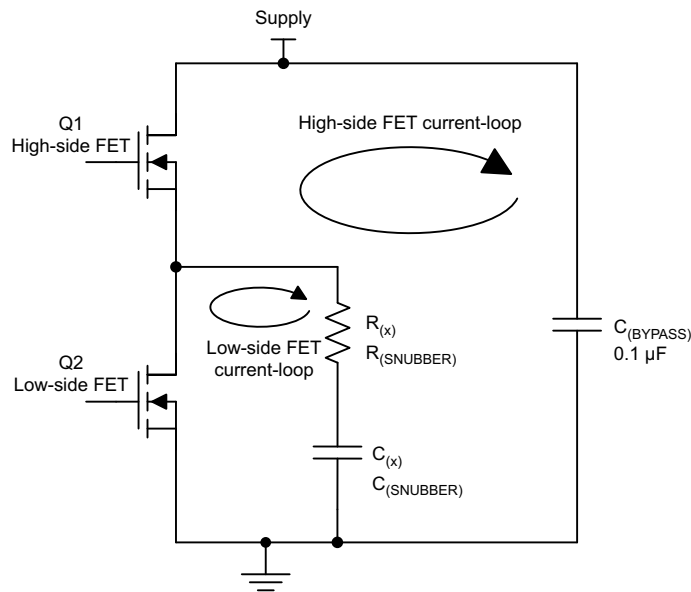 Supply
Q1
High-side FET
High-side FET current-loop
R(x)
R(SNUBBER)
C(BYPASS)
0.1 µF
Q2
Low-side FET
Low-side FET
current-loop
C(x)
C(SNUBBER)